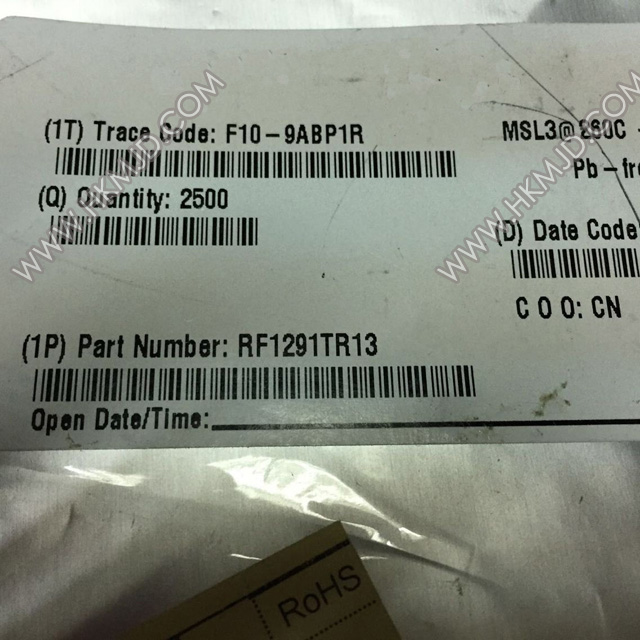 (1T) Trace Code: F10-9ABP1R
MSL3@260C
Pb-fre
(Q) Quantity: 2500
(D) Date Code
C O O: CN
(1P) Part Number: RF1291TR13
Open Date/Time:
RoHS
WWW.HKMJD.COM
WWW.HKMJD.COM